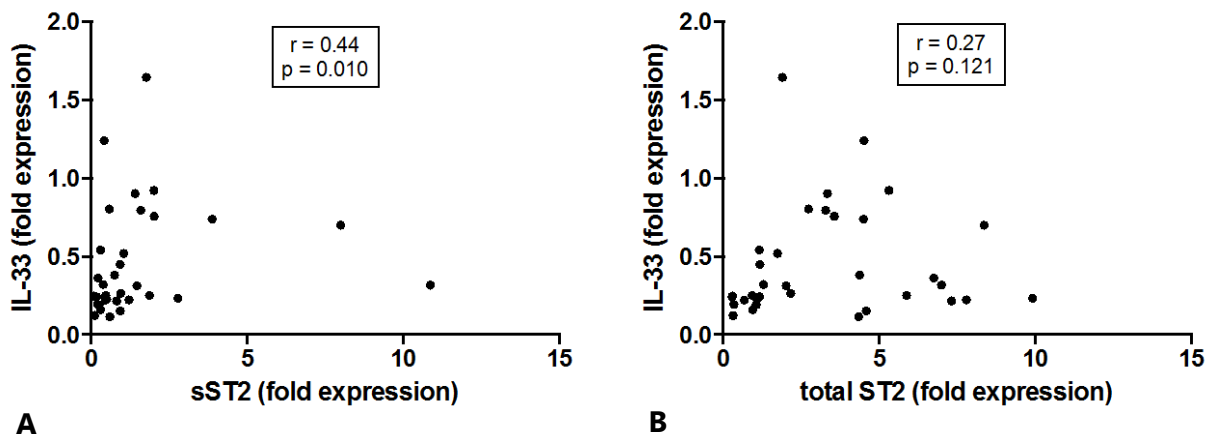 2.0
1.5
1.0
0.5
0.0
IL-33 (fold expression)
r = 0.44
p = 0.010
0 5 10 15
sST2 (fold expression)
A
2.0
1.5
1.0
0.5
0.0
IL-33 (fold expression)
r = 0.27
p = 0.121
0 5 10 15
total ST2 (fold expression)
B